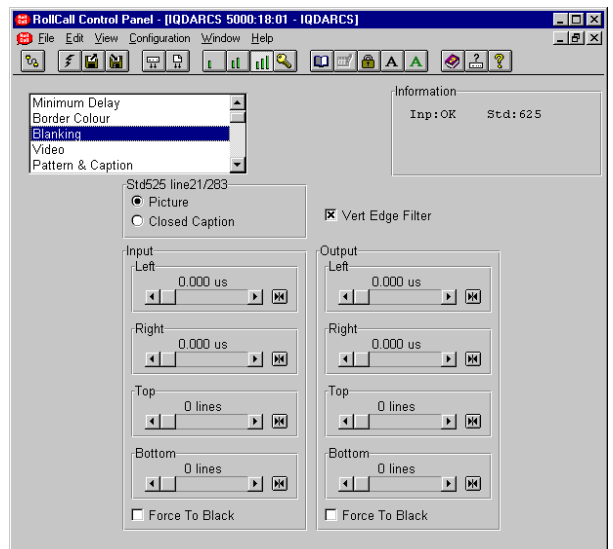 RollCall Control Panel - [IQDARCS 5000:18:01 - IQDARCS]
File Edit View Configuration Window Help
A A
Minimum Delay
Border Colour
Blanking
Video
Pattern & Caption
Information
Inp:OK Std:625
Std525 line21/283
Picture
Closed Caption
Vert Edge Filter
Input
Left
0.000 us
Right
0.000 us
Top
0 lines
Bottom
0 lines
Force To Black
Output
Left
0.000 us
Right
0.000 us
Top
0 lines
Bottom
0 lines
Force To Black